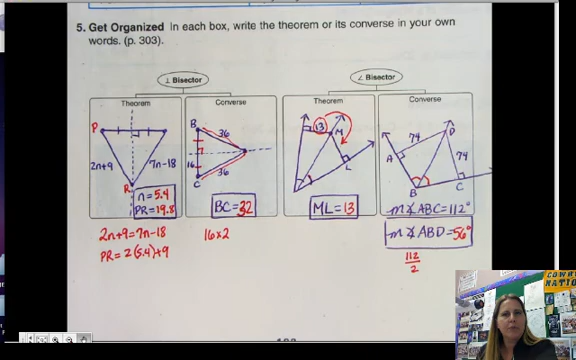 5. Get Organized In each box, write the theorem or its converse in your own
words. (p. 303).
⊥ Bisector
∠ Bisector
Theorem
Converse
Theorem
Converse
P
2n+9
7n-18
R
n=5.4
PR=19.8
2n+9=7n-18
PR=2(5.4)+9
B
36
16
36
C
BC=32
16x2
13
M
L
ML=13
74
D
A
74
B
C
m∡ABC=112°
m∡ABD=56°
112
2
COWBOY
NATION